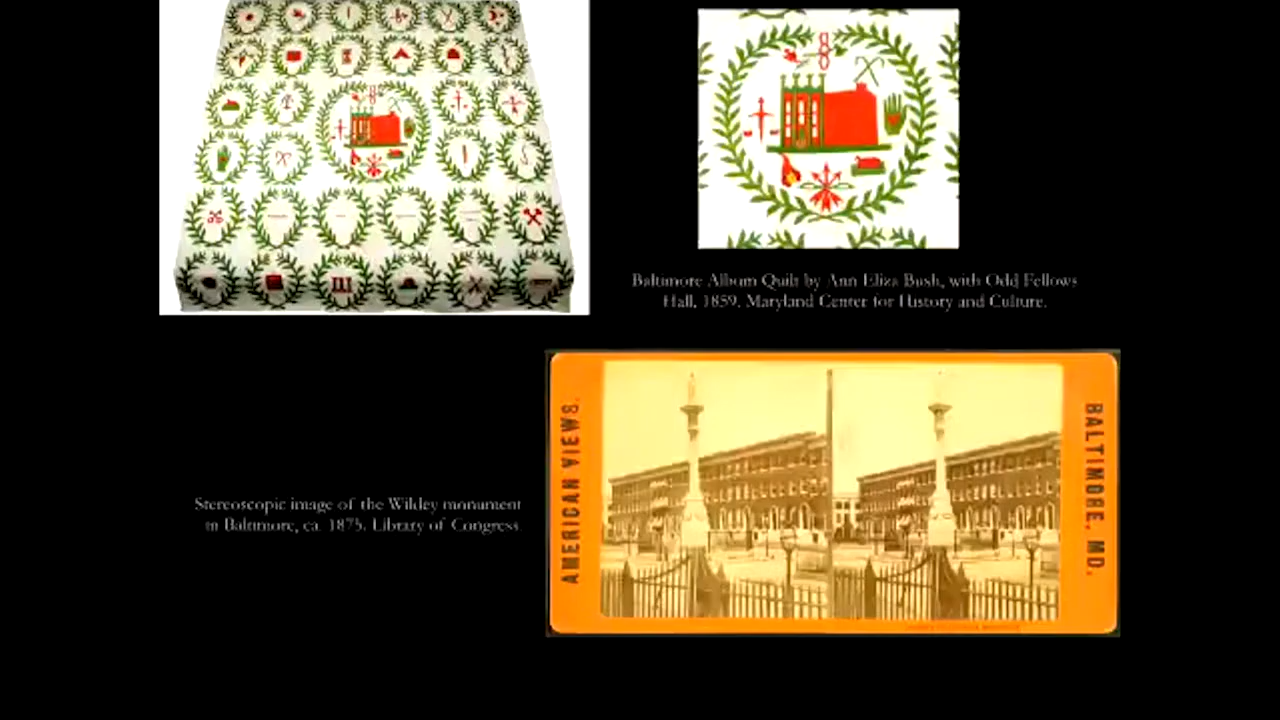 Baltimore Album Quilt by Ann Eliza Bush, with Odd Fellows
Hall, 1859. Maryland Center for History and Culture.
AMERICAN VIEWS.
BALTIMORE, MD.
Stereoscopic image of the Wildey monument
in Baltimore, ca. 1875. Library of Congress.